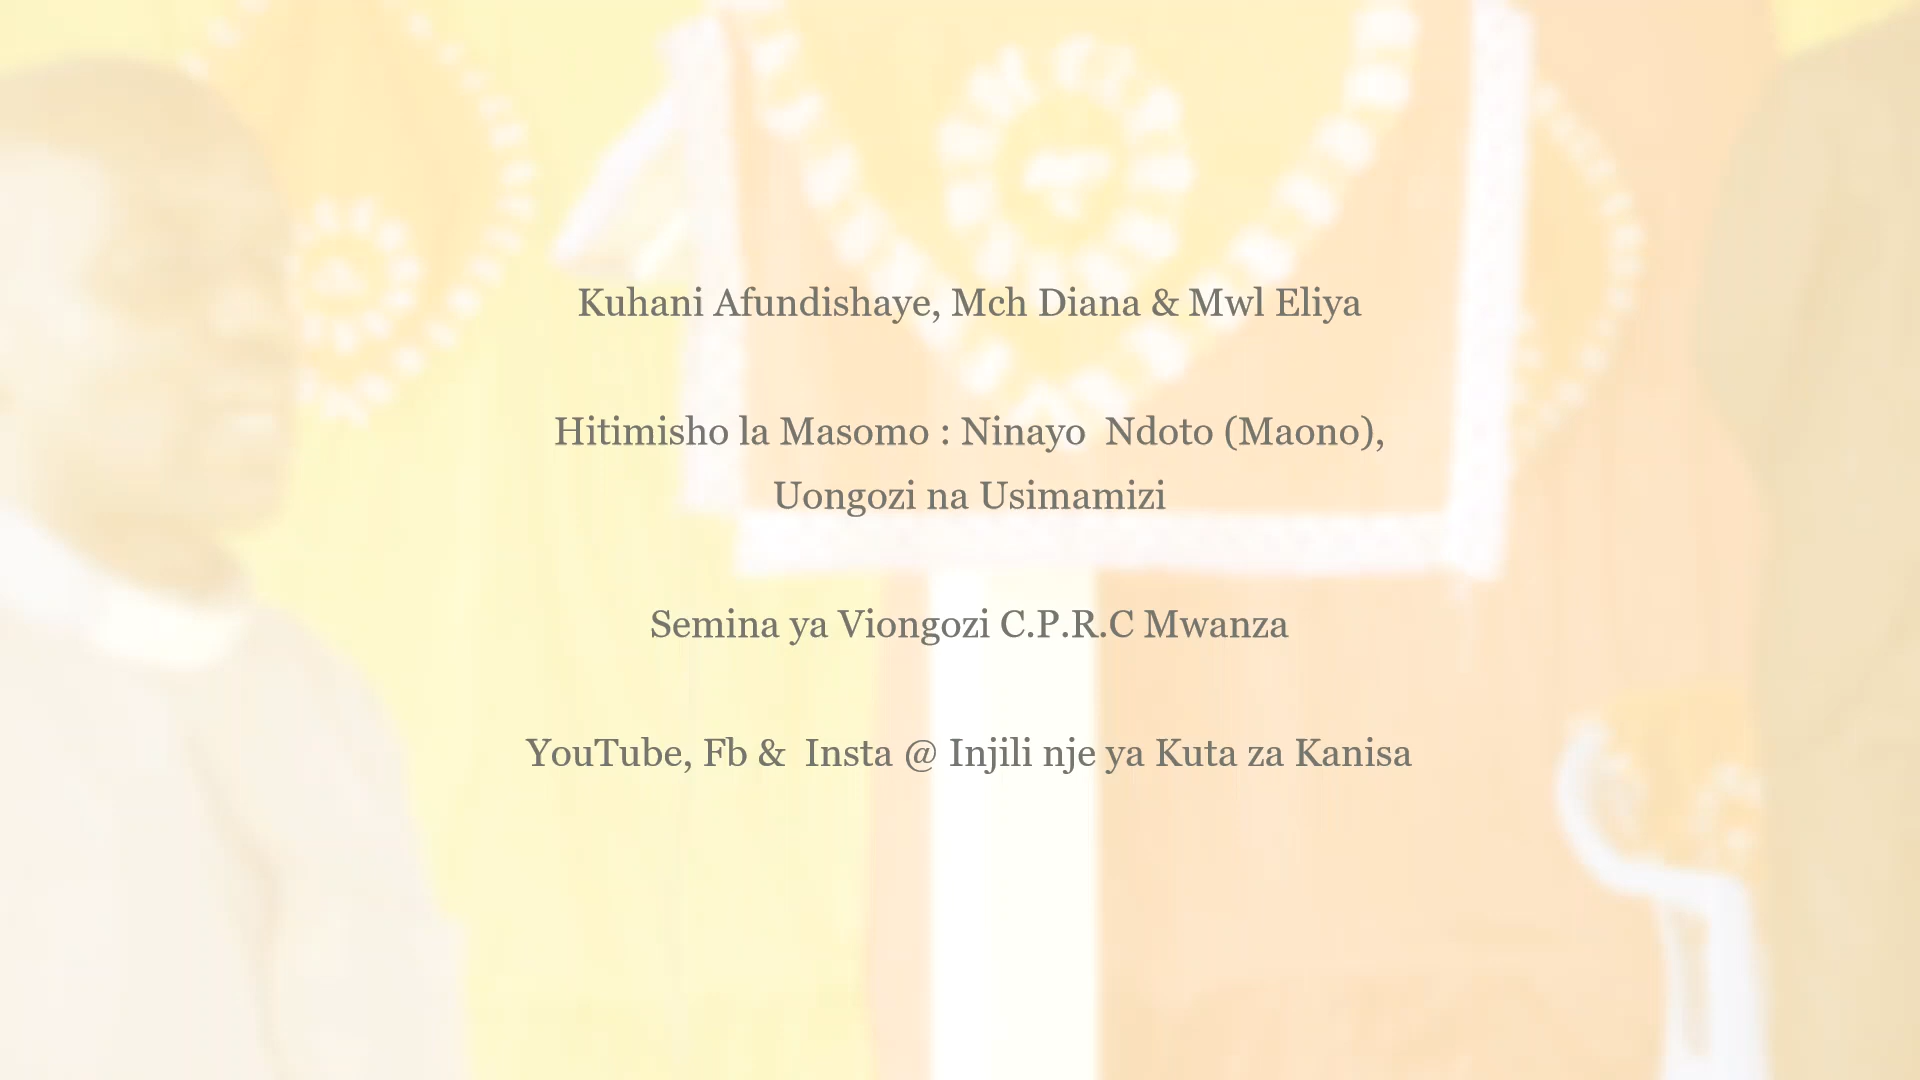 Kuhani Afundishaye, Mch Diana & Mwl Eliya
Hitimisho la Masomo : Ninayo  Ndoto (Maono),
Uongozi na Usimamizi
Semina ya Viongozi C.P.R.C Mwanza
YouTube, Fb &  Insta @ Injili nje ya Kuta za Kanisa